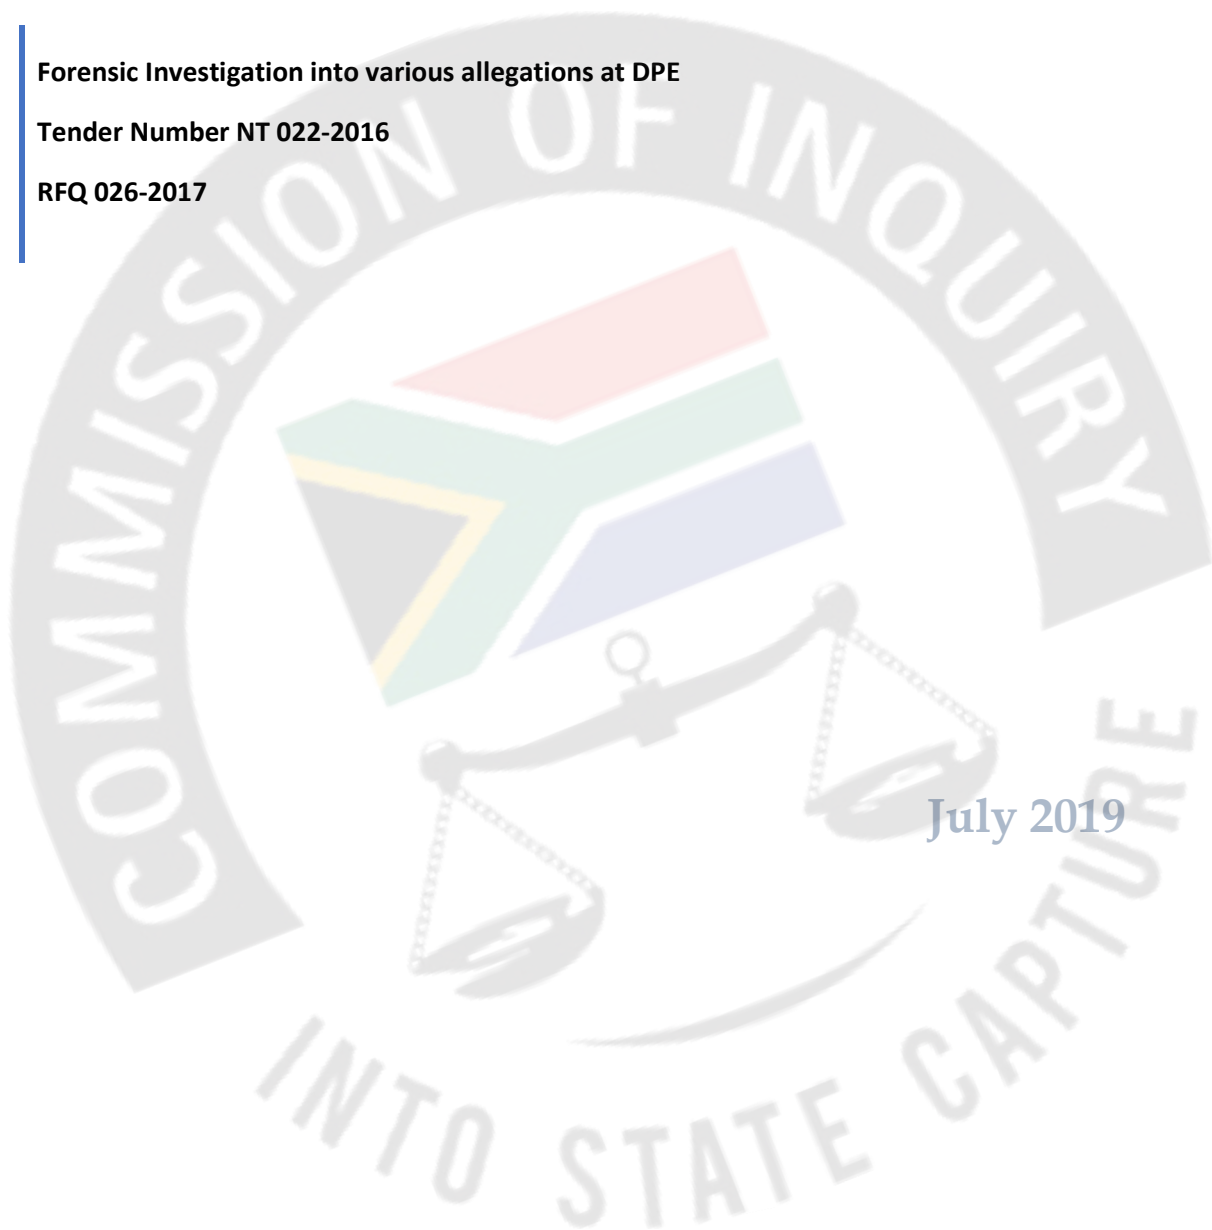 Forensic Investigation into various allegations at DPE
Tender Number NT 022-2016
RFQ 026-2017
COMMISSION OF INQUIRY
July 2019
INTO STATE CAPTURE